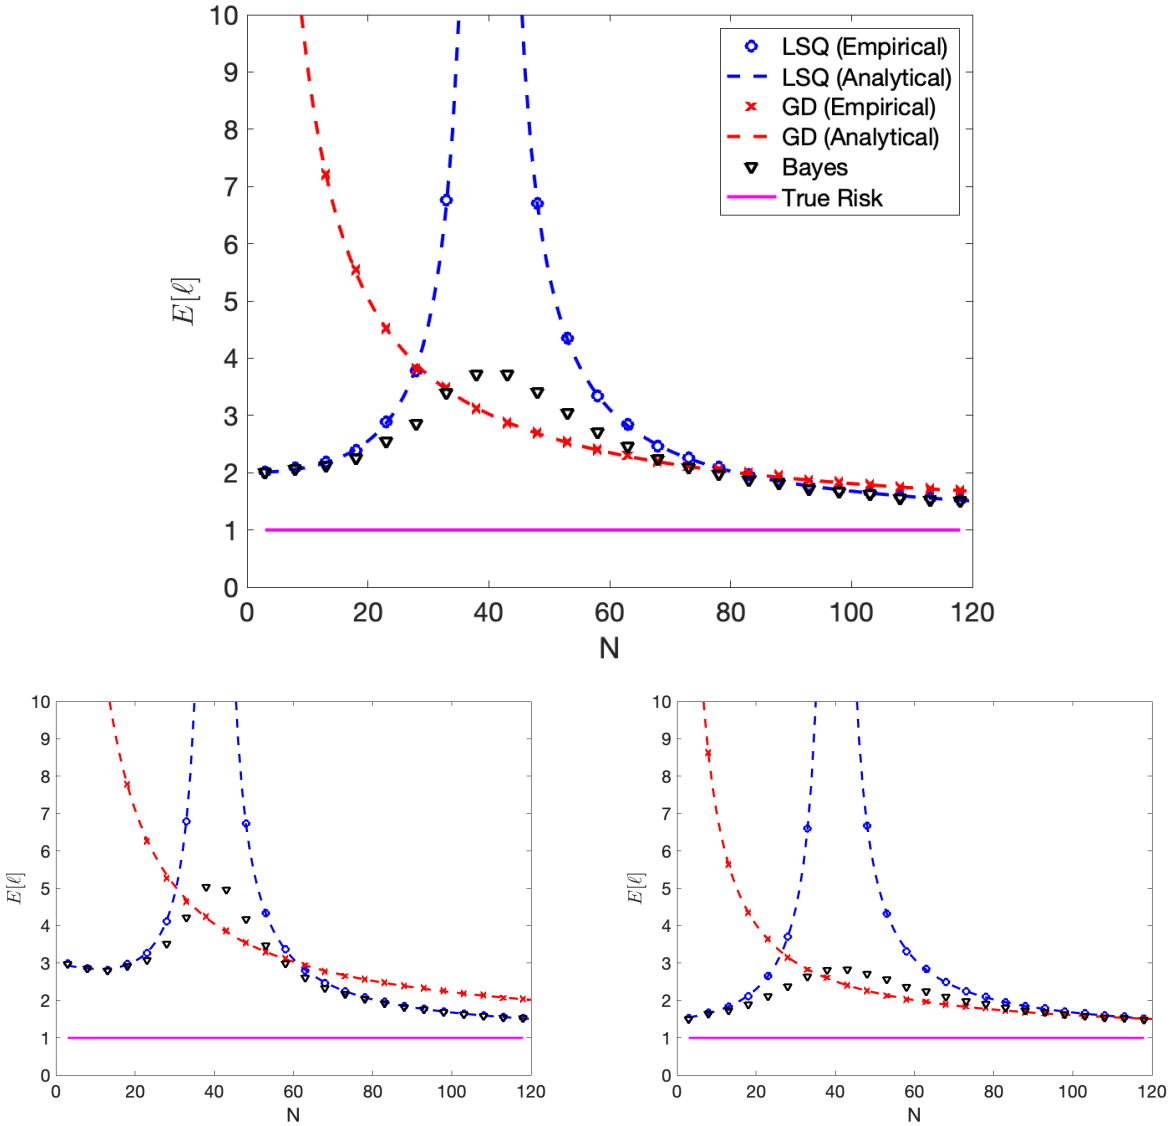 10
9
8
7
6
5
4
3
2
1
0
E[ℓ]
LSQ (Empirical)
LSQ (Analytical)
GD (Empirical)
GD (Analytical)
Bayes
True Risk
0 20 40 60 80 100 120
N
10
9
8
7
6
5
4
3
2
1
0
E[ℓ]
0 20 40 60 80 100 120
N
10
9
8
7
6
5
4
3
2
1
0
E[ℓ]
0 20 40 60 80 100 120
N